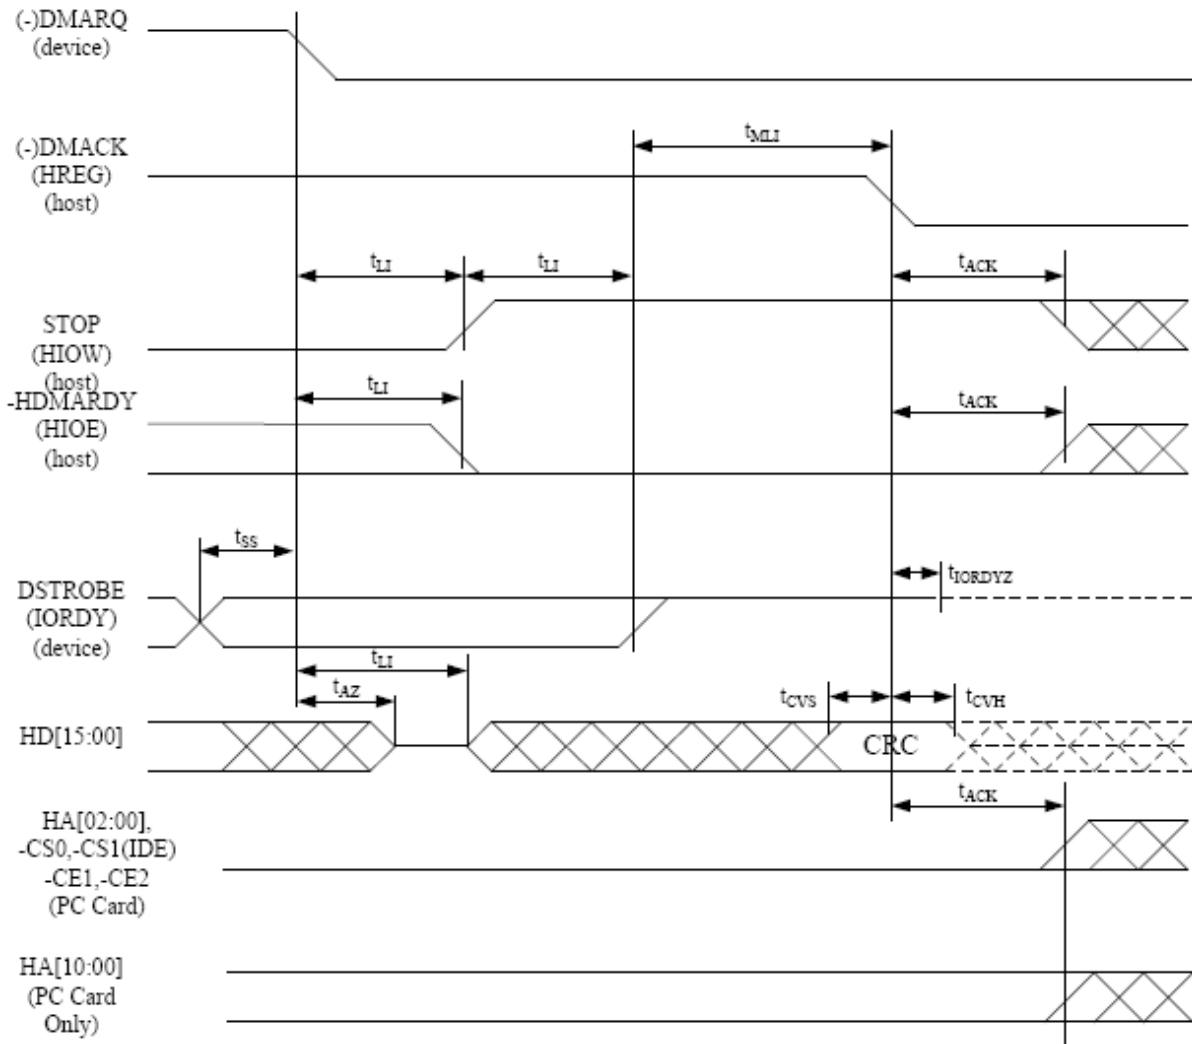 (-)DMARQ
(device)
tMLI
(-)DMACK
(HREG)
(host)
tLI
tLI
tACK
STOP
(HIOW)
(host)
-HDMARDY
(HIOE)
(host)
tLI
tACK
tSS
tIORDYZ
DSTROBE
(IORDY)
(device)
tLI
tAZ
tCVS
tCVH
HD[15:00]
CRC
tACK
HA[02:00],
-CS0,-CS1(IDE)
-CE1,-CE2
(PC Card)
HA[10:00]
(PC Card
Only)